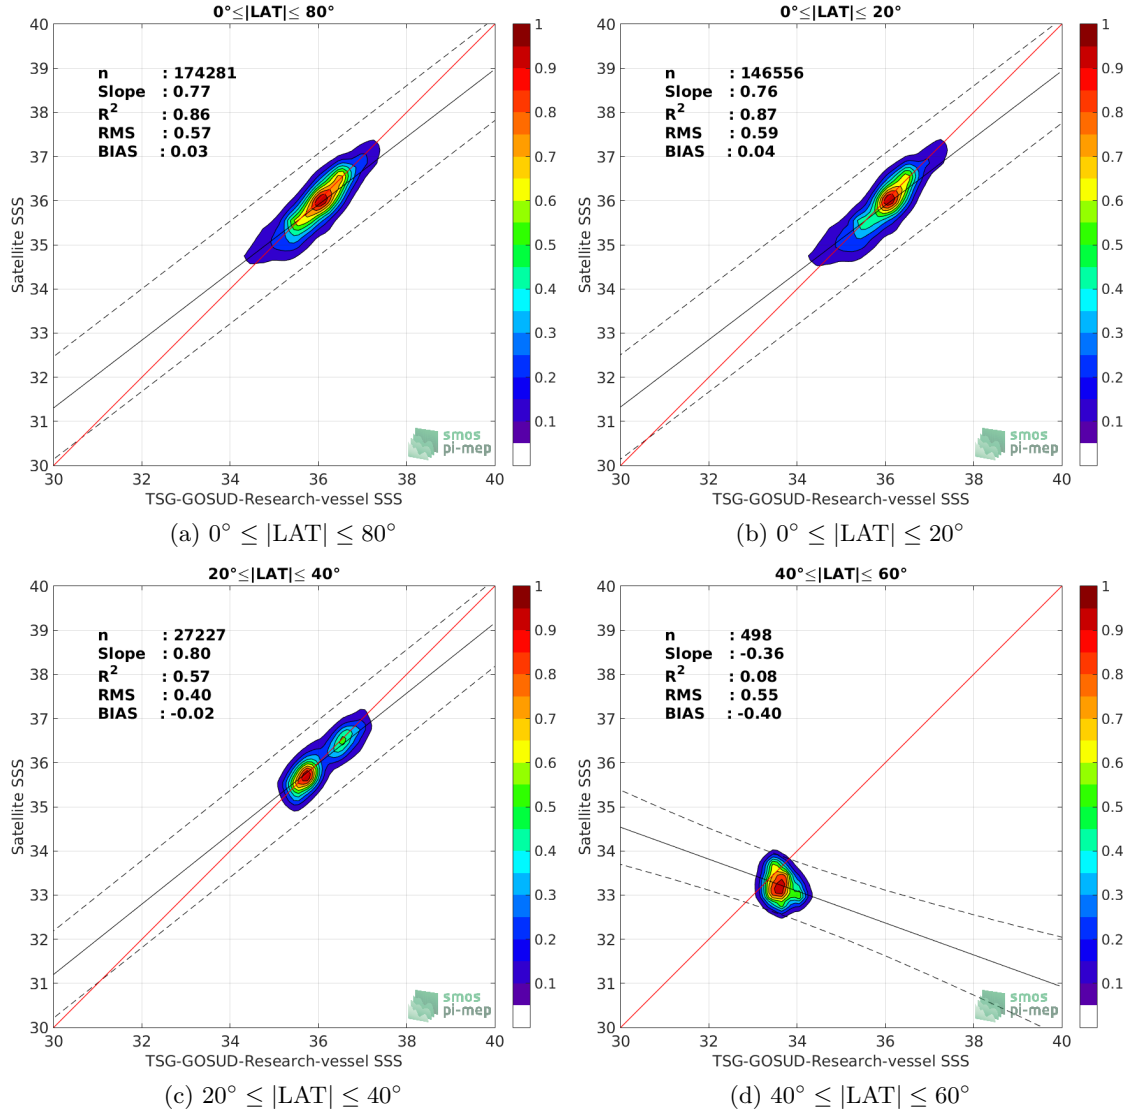 0°≤|LAT|≤ 80°
n : 174281
Slope : 0.77
R² : 0.86
RMS : 0.57
BIAS : 0.03
Satellite SSS
40
39
38
37
36
35
34
33
32
31
30
30 32 34 36 38 40
TSG-GOSUD-Research-vessel SSS
1
0.9
0.8
0.7
0.6
0.5
0.4
0.3
0.2
0.1
smos
pi-mep
(a) 0° ≤ |LAT| ≤ 80°
0°≤|LAT|≤ 20°
n : 146556
Slope : 0.76
R² : 0.87
RMS : 0.59
BIAS : 0.04
Satellite SSS
40
39
38
37
36
35
34
33
32
31
30
30 32 34 36 38 40
TSG-GOSUD-Research-vessel SSS
1
0.9
0.8
0.7
0.6
0.5
0.4
0.3
0.2
0.1
smos
pi-mep
(b) 0° ≤ |LAT| ≤ 20°
20°≤|LAT|≤ 40°
n : 27227
Slope : 0.80
R² : 0.57
RMS : 0.40
BIAS : -0.02
Satellite SSS
40
39
38
37
36
35
34
33
32
31
30
30 32 34 36 38 40
TSG-GOSUD-Research-vessel SSS
1
0.9
0.8
0.7
0.6
0.5
0.4
0.3
0.2
0.1
smos
pi-mep
(c) 20° ≤ |LAT| ≤ 40°
40°≤|LAT|≤ 60°
n : 498
Slope : -0.36
R² : 0.08
RMS : 0.55
BIAS : -0.40
Satellite SSS
40
39
38
37
36
35
34
33
32
31
30
30 32 34 36 38 40
TSG-GOSUD-Research-vessel SSS
1
0.9
0.8
0.7
0.6
0.5
0.4
0.3
0.2
0.1
smos
pi-mep
(d) 40° ≤ |LAT| ≤ 60°